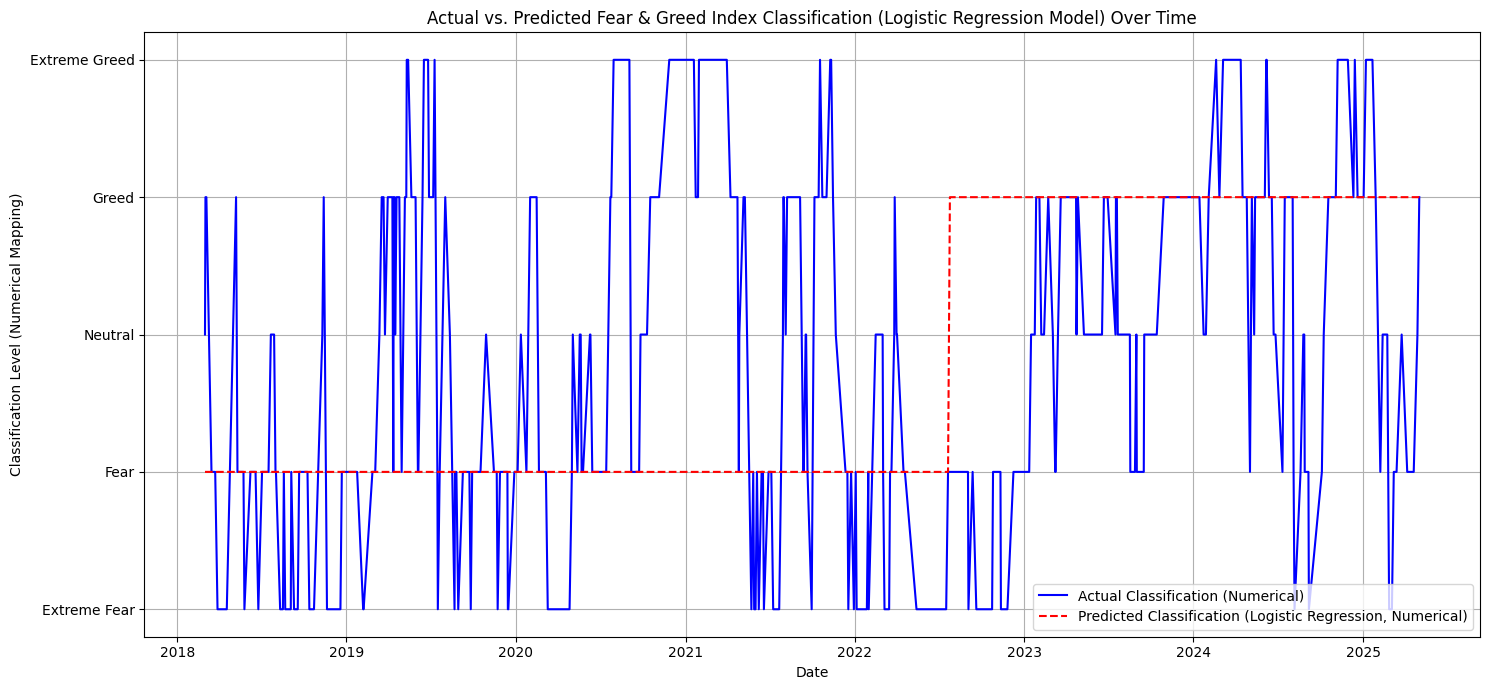 Actual vs. Predicted Fear & Greed Index Classification (Logistic Regression Model) Over Time
Classification Level (Numerical Mapping)
Extreme Greed
Greed
Neutral
Fear
Extreme Fear
Actual Classification (Numerical)
Predicted Classification (Logistic Regression, Numerical)
2018 2019 2020 2021 2022 2023 2024 2025
Date